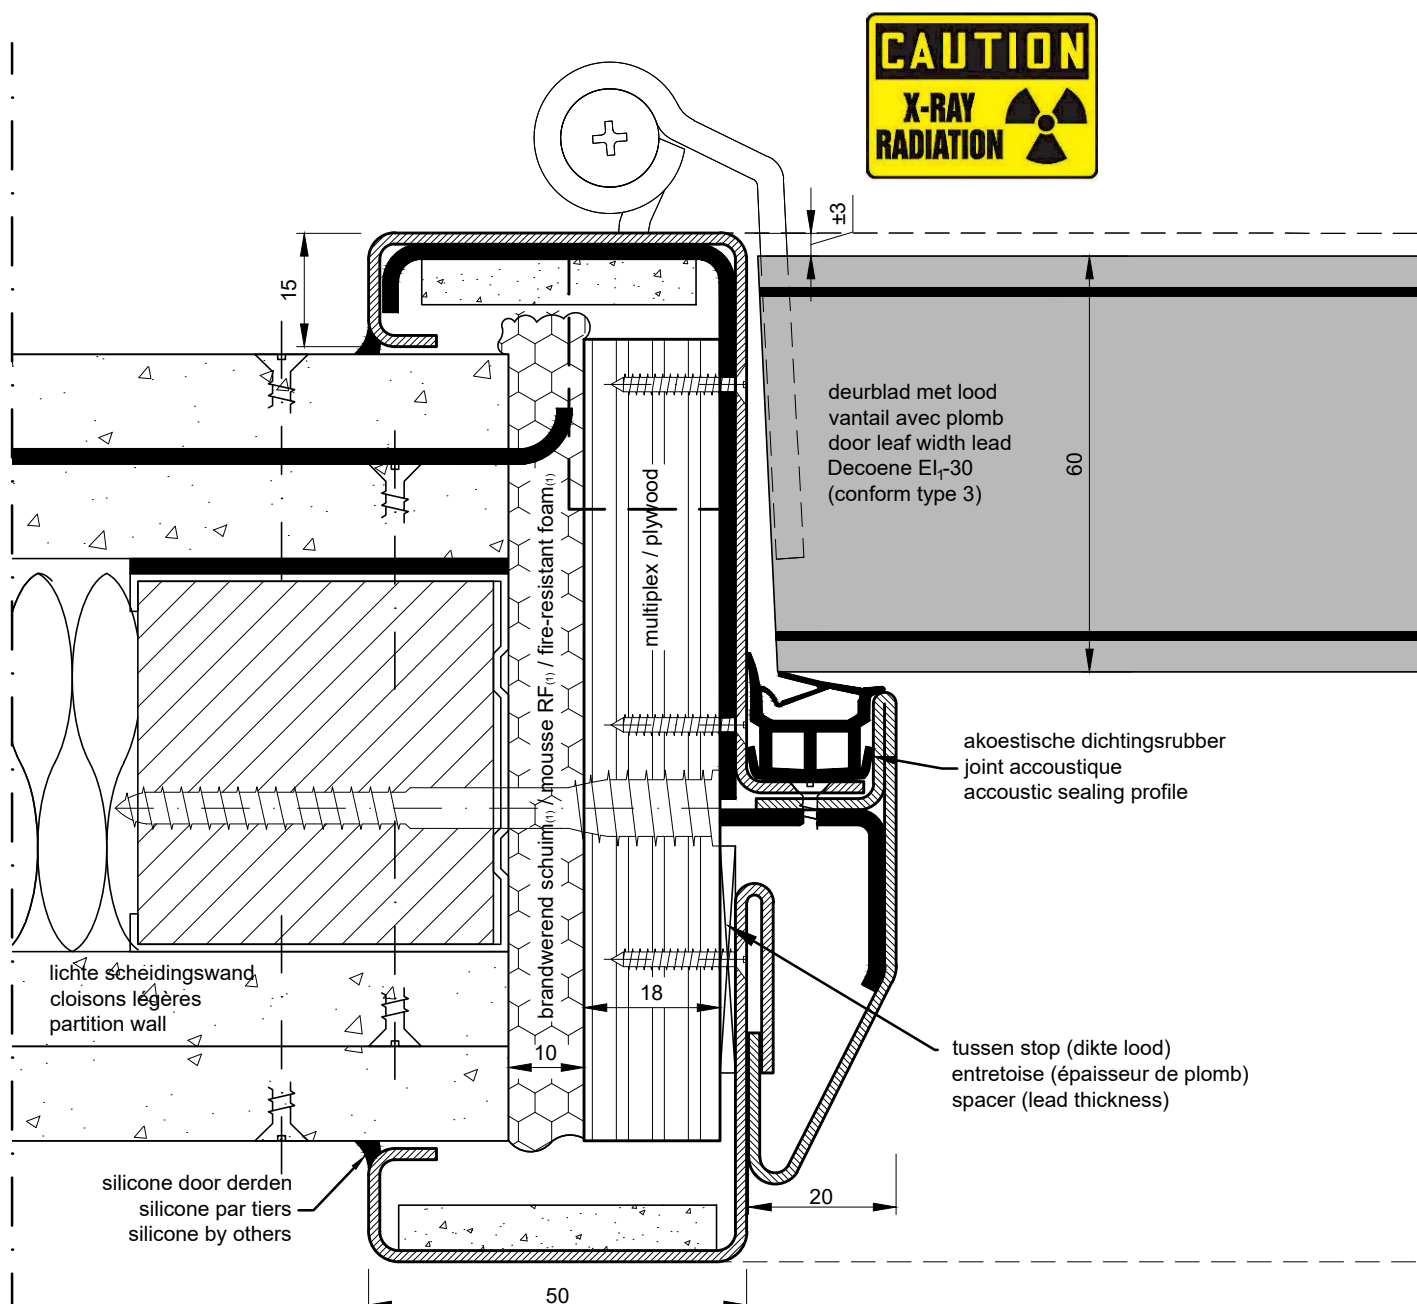 CAUTION
X-RAY
RADIATION
±3
15
deurblad met lood
vantail avec plomb
door leaf width lead
Decoene EI₁-30
(conform type 3)
60
brandwerend schuim(1) / mousse RF(1) / fire-resistant foam(1)
multiplex / plywood
akoestische dichtingsrubber
joint accoustique
accoustic sealing profile
lichte scheidingswand
cloisons légères
partition wall
18
10
tussen stop (dikte lood)
entretoise (épaisseur de plomb)
spacer (lead thickness)
silicone door derden
silicone par tiers
silicone by others
20
50